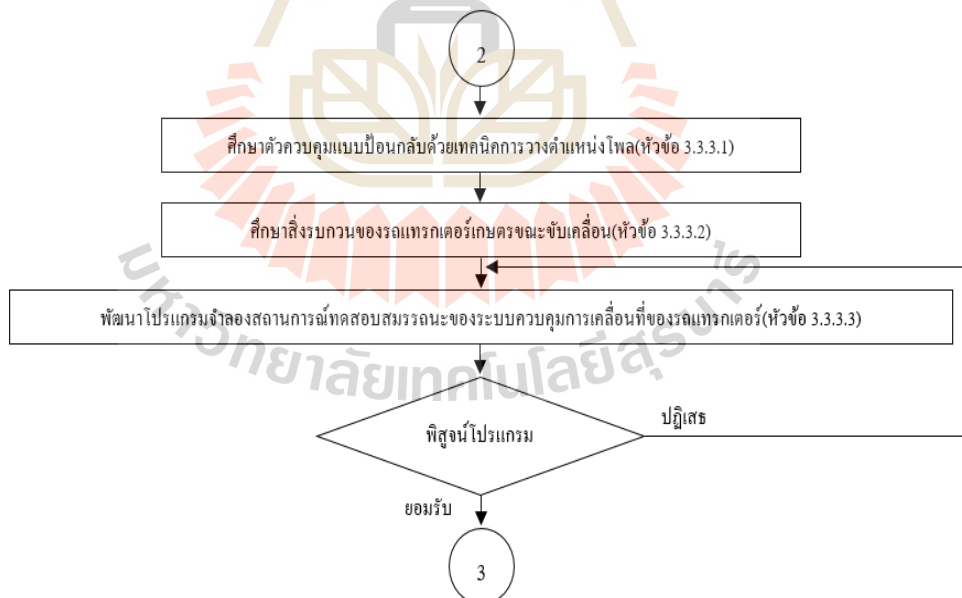 2
ศึกษาตัวควบคุมแบบป้อนกลับด้วยเทคนิคการวางตำแหน่งโพล(หัวข้อ 3.3.3.1)
ศึกษาสิ่งรบกวนของรถแทรกเตอร์เกษตรขณะขับเคลื่อน(หัวข้อ 3.3.3.2)
พัฒนาโปรแกรมจำลองสถานการณ์ทดสอบสมรรถนะของระบบควบคุมการเคลื่อนที่ของรถแทรกเตอร์(หัวข้อ 3.3.3.3)
มหาวิทยาลัยเทคโนโลยีสุรนารี
พิสูจน์โปรแกรม
ปฏิเสธ
ยอมรับ
3